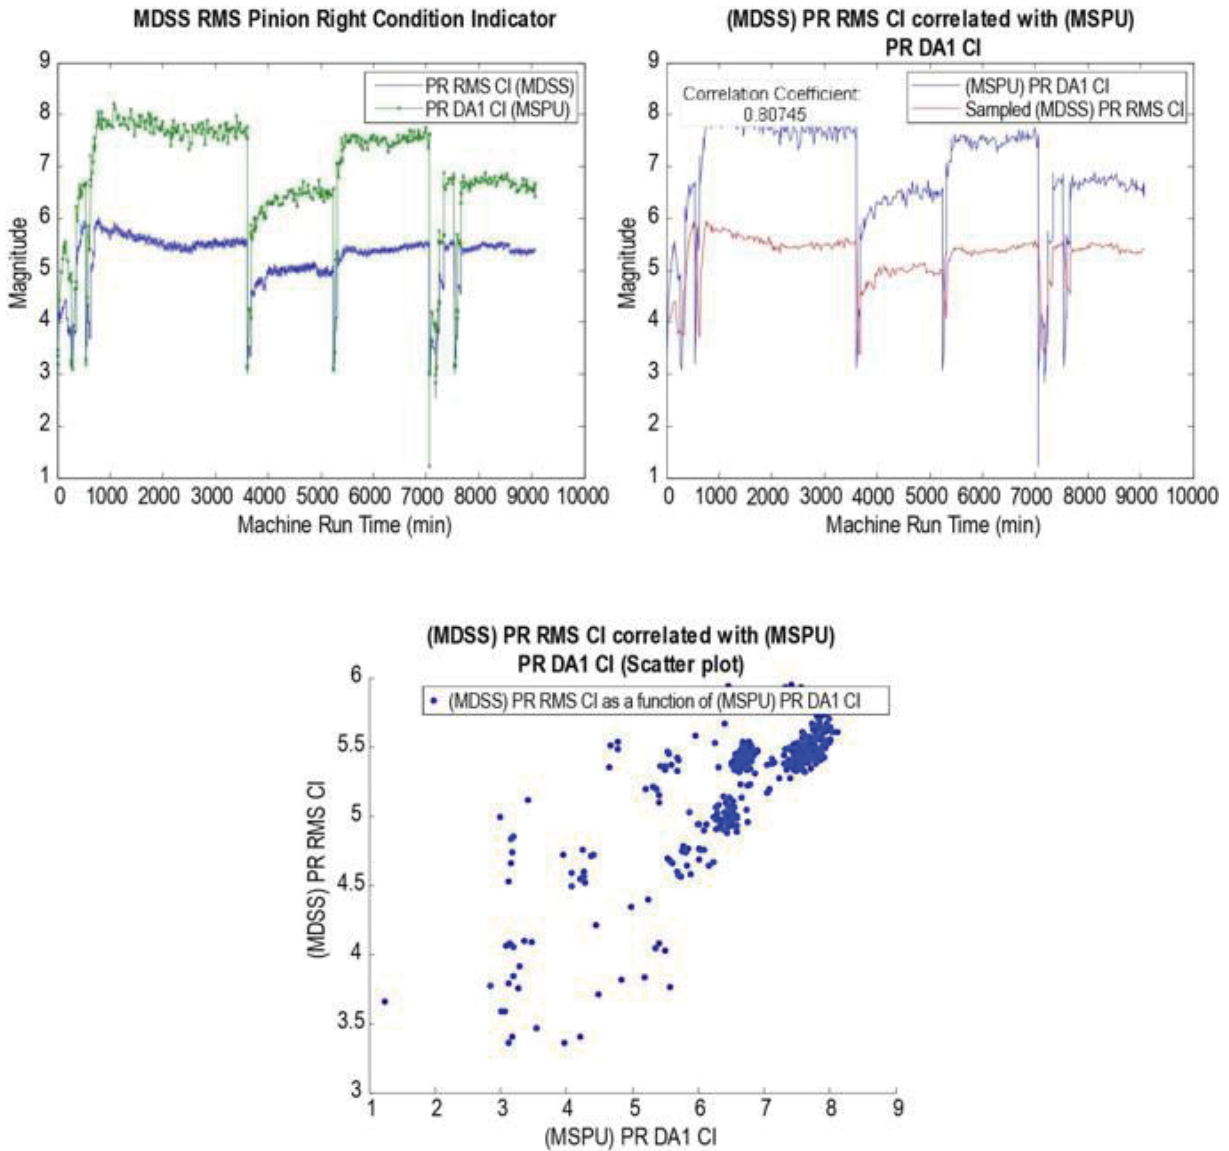 MDSS RMS Pinion Right Condition Indicator
9
8
7
6
5
4
3
2
1
Magnitude
PR RMS CI (MDSS)
PR DA1 CI (MSPU)
0 1000 2000 3000 4000 5000 6000 7000 8000 9000 10000
Machine Run Time (min)
(MDSS) PR RMS CI correlated with (MSPU)
PR DA1 CI
9
8
7
6
5
4
3
2
1
Magnitude
Correlation Coefficient:
0.80745
(MSPU) PR DA1 CI
Sampled (MDSS) PR RMS CI
0 1000 2000 3000 4000 5000 6000 7000 8000 9000 10000
Machine Run Time (min)
(MDSS) PR RMS CI correlated with (MSPU)
PR DA1 CI (Scatter plot)
6
5.5
5
4.5
4
3.5
3
(MDSS) PR RMS CI
(MDSS) PR RMS CI as a function of (MSPU) PR DA1 CI
1 2 3 4 5 6 7 8 9
(MSPU) PR DA1 CI